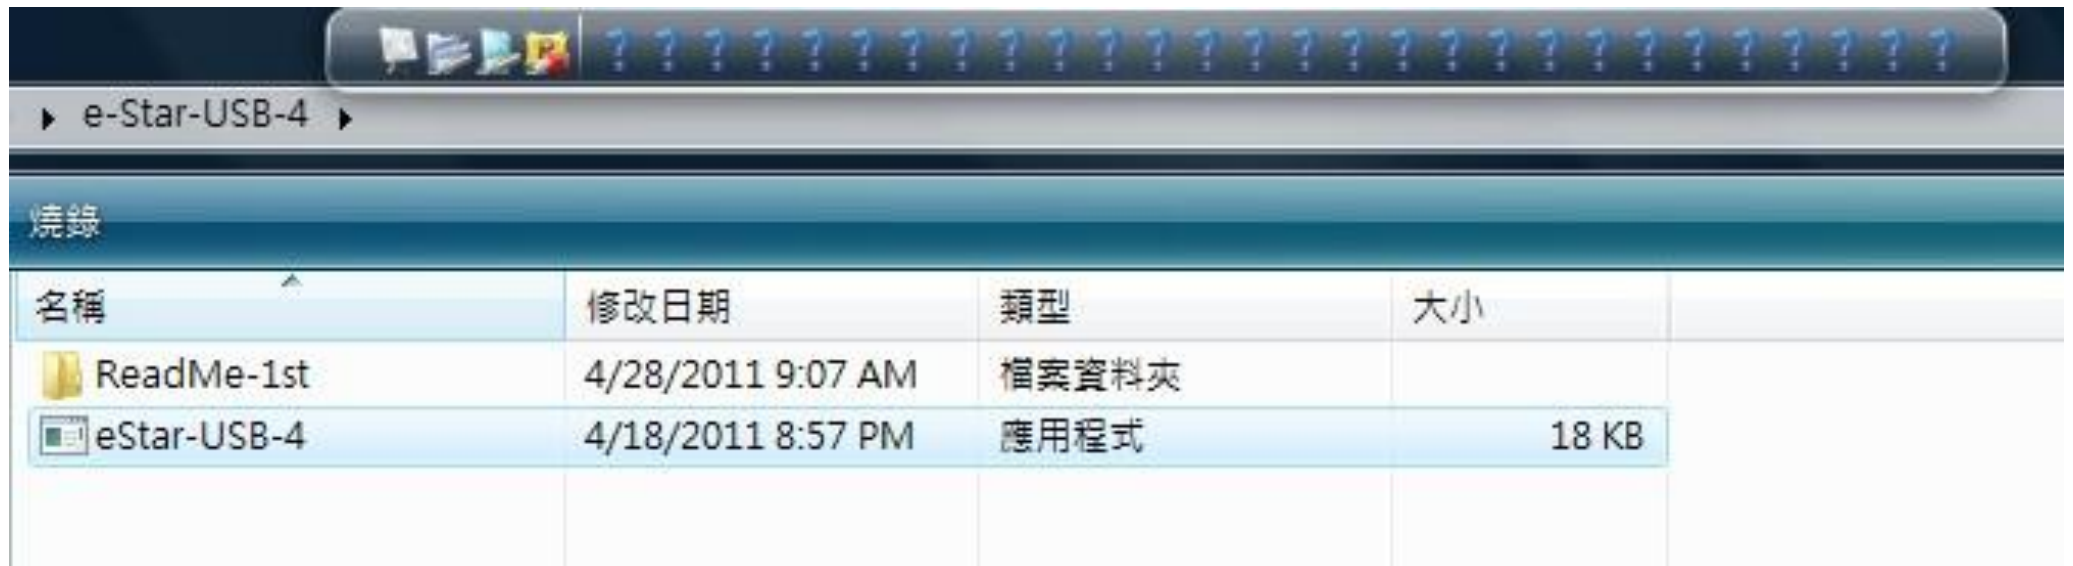 ? ? ? ? ? ? ? ? ? ? ? ? ? ? ? ? ? ? ? ? ? ? ? ? ? ? ? ?
e-Star-USB-4
燒錄
名稱 修改日期 類型 大小
ReadMe-1st 4/28/2011 9:07 AM 檔案資料夾
eStar-USB-4 4/18/2011 8:57 PM 應用程式 18 KB